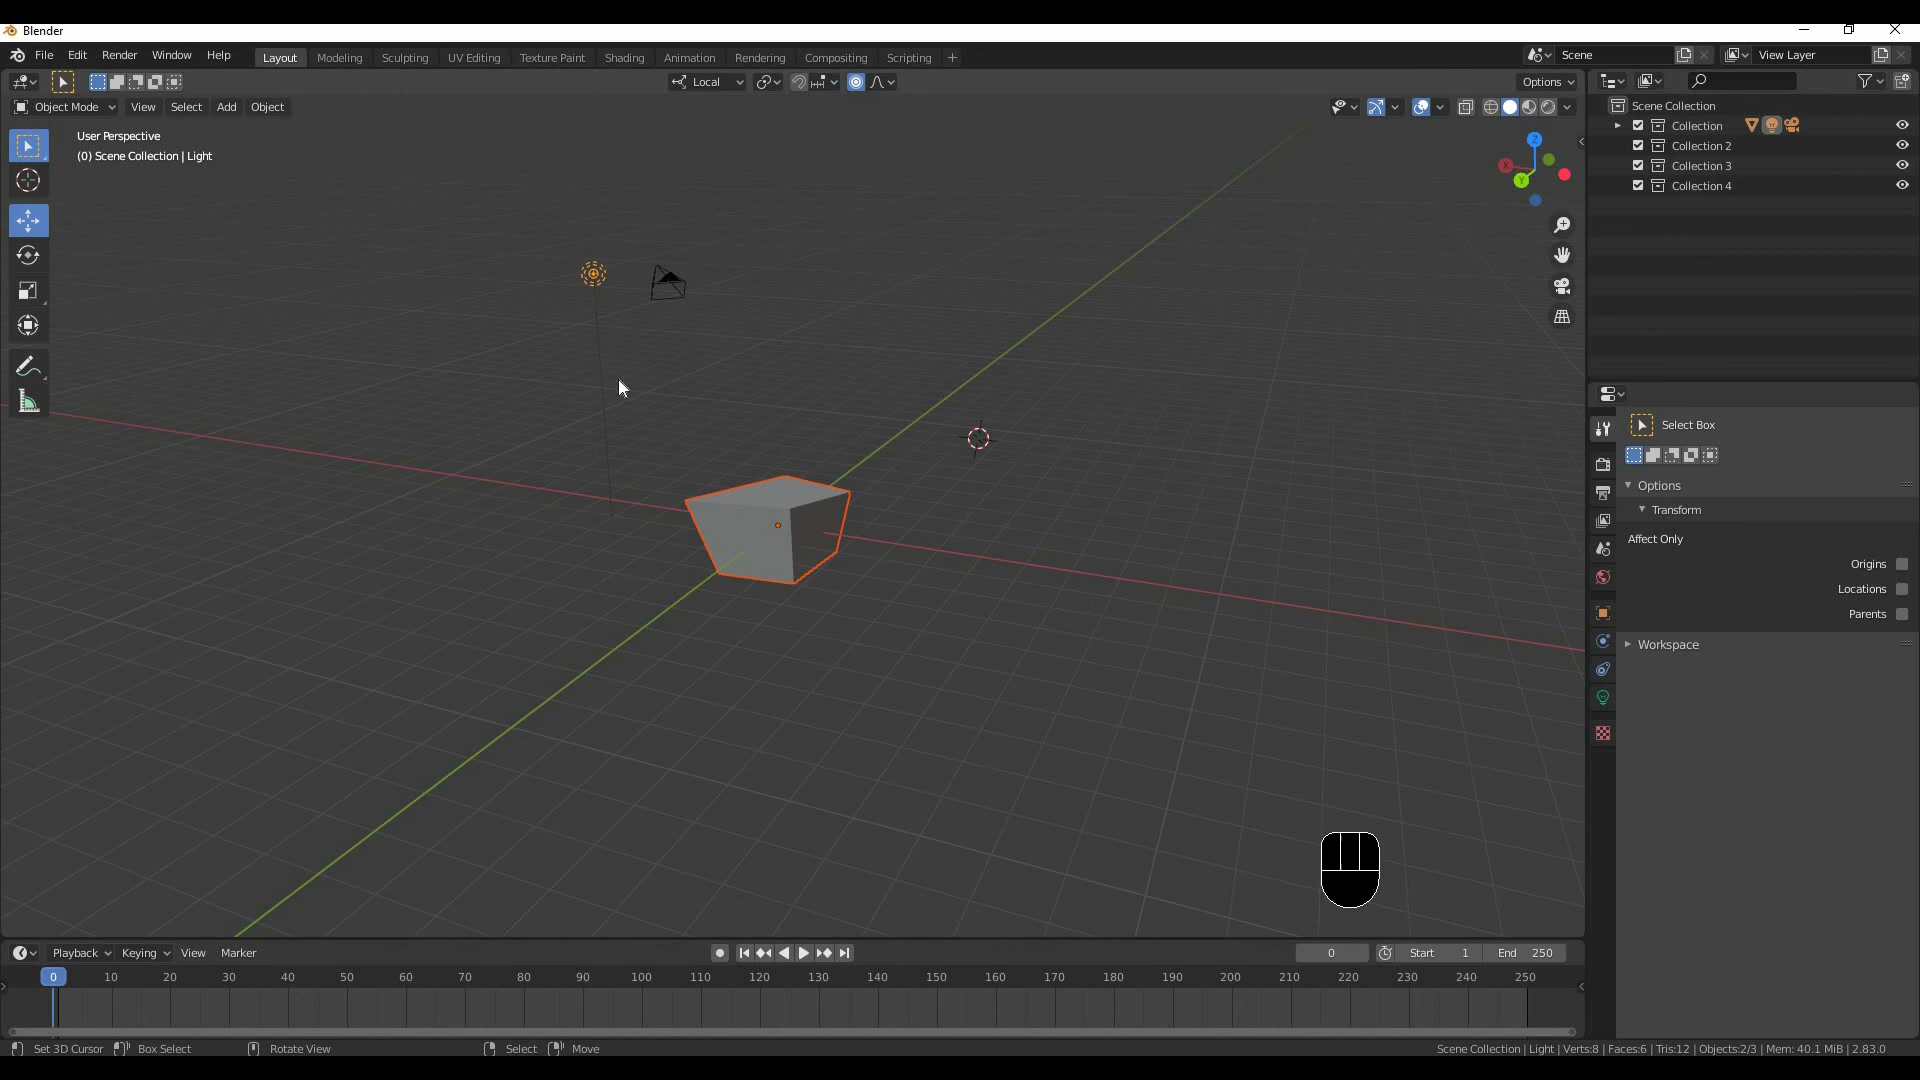 Blender
File Edit Render Window Help Layout Modeling Sculpting UV Editing Texture Paint Shading Animation Rendering Compositing Scripting + Scene View Layer
Local Options
Object Mode View Select Add Object
User Perspective
(0) Scene Collection | Light
Z
X
Y
Scene Collection
Collection
Collection 2
Collection 3
Collection 4
Select Box
Options
Transform
Affect Only
Origins
Locations
Parents
Workspace
Playback Keying View Marker 0 Start 1 End 250
0 10 20 30 40 50 60 70 80 90 100 110 120 130 140 150 160 170 180 190 200 210 220 230 240 250
Set 3D Cursor Box Select Rotate View Select Move Scene Collection | Light | Verts:8 | Faces:6 | Tris:12 | Objects:2/3 | Mem: 40.1 MiB | 2.83.0